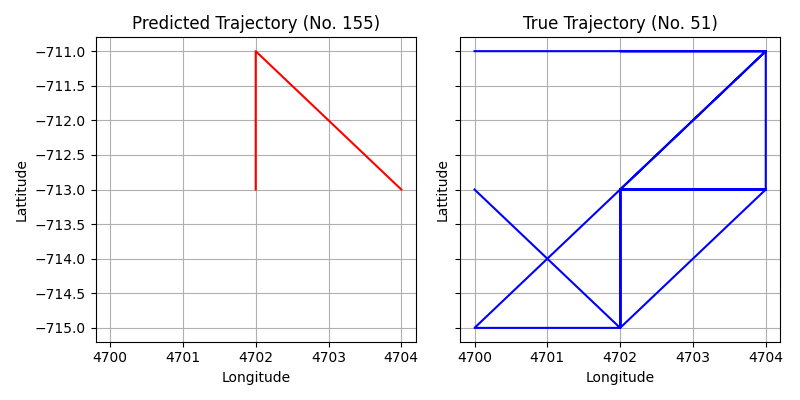 Predicted Trajectory (No. 155)
True Trajectory (No. 51)
Lattitude
−711.0
−711.5
−712.0
−712.5
−713.0
−713.5
−714.0
−714.5
−715.0
4700 4701 4702 4703 4704
Longitude
Lattitude
4700 4701 4702 4703 4704
Longitude